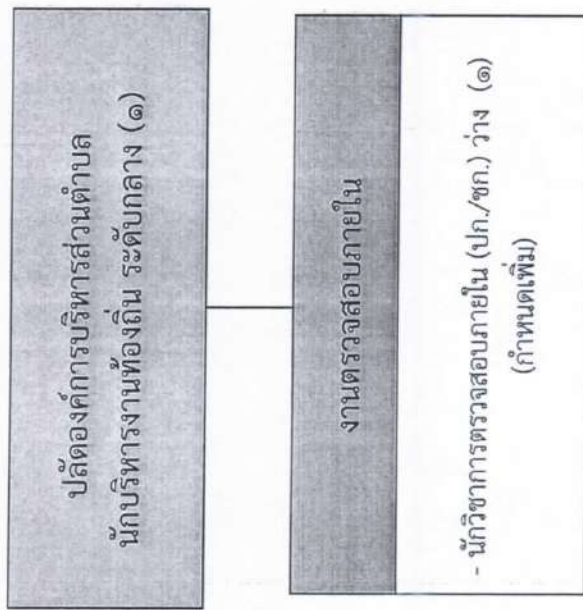 ปลัดองค์การบริหารส่วนตำบล
นักบริหารงานท้องถิ่น ระดับกลาง (๑)
งานตรวจสอบภายใน
- นักวิชาการตรวจสอบภายใน (ปก./ชก.) ว่าง (๑)
(กำหนดเพิ่ม)